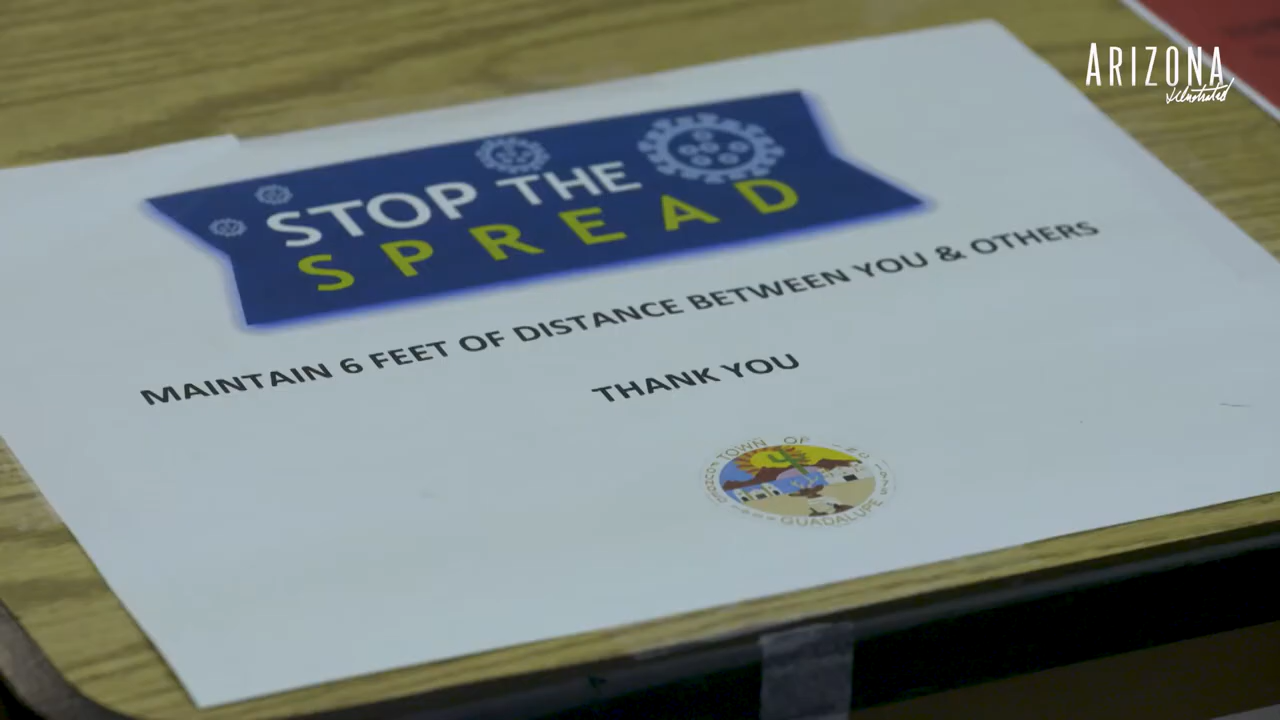 ARIZONA
Illustrated
STOP THE
SPREAD
MAINTAIN 6 FEET OF DISTANCE BETWEEN YOU & OTHERS
THANK YOU
TOWN OF
GUADALUPE